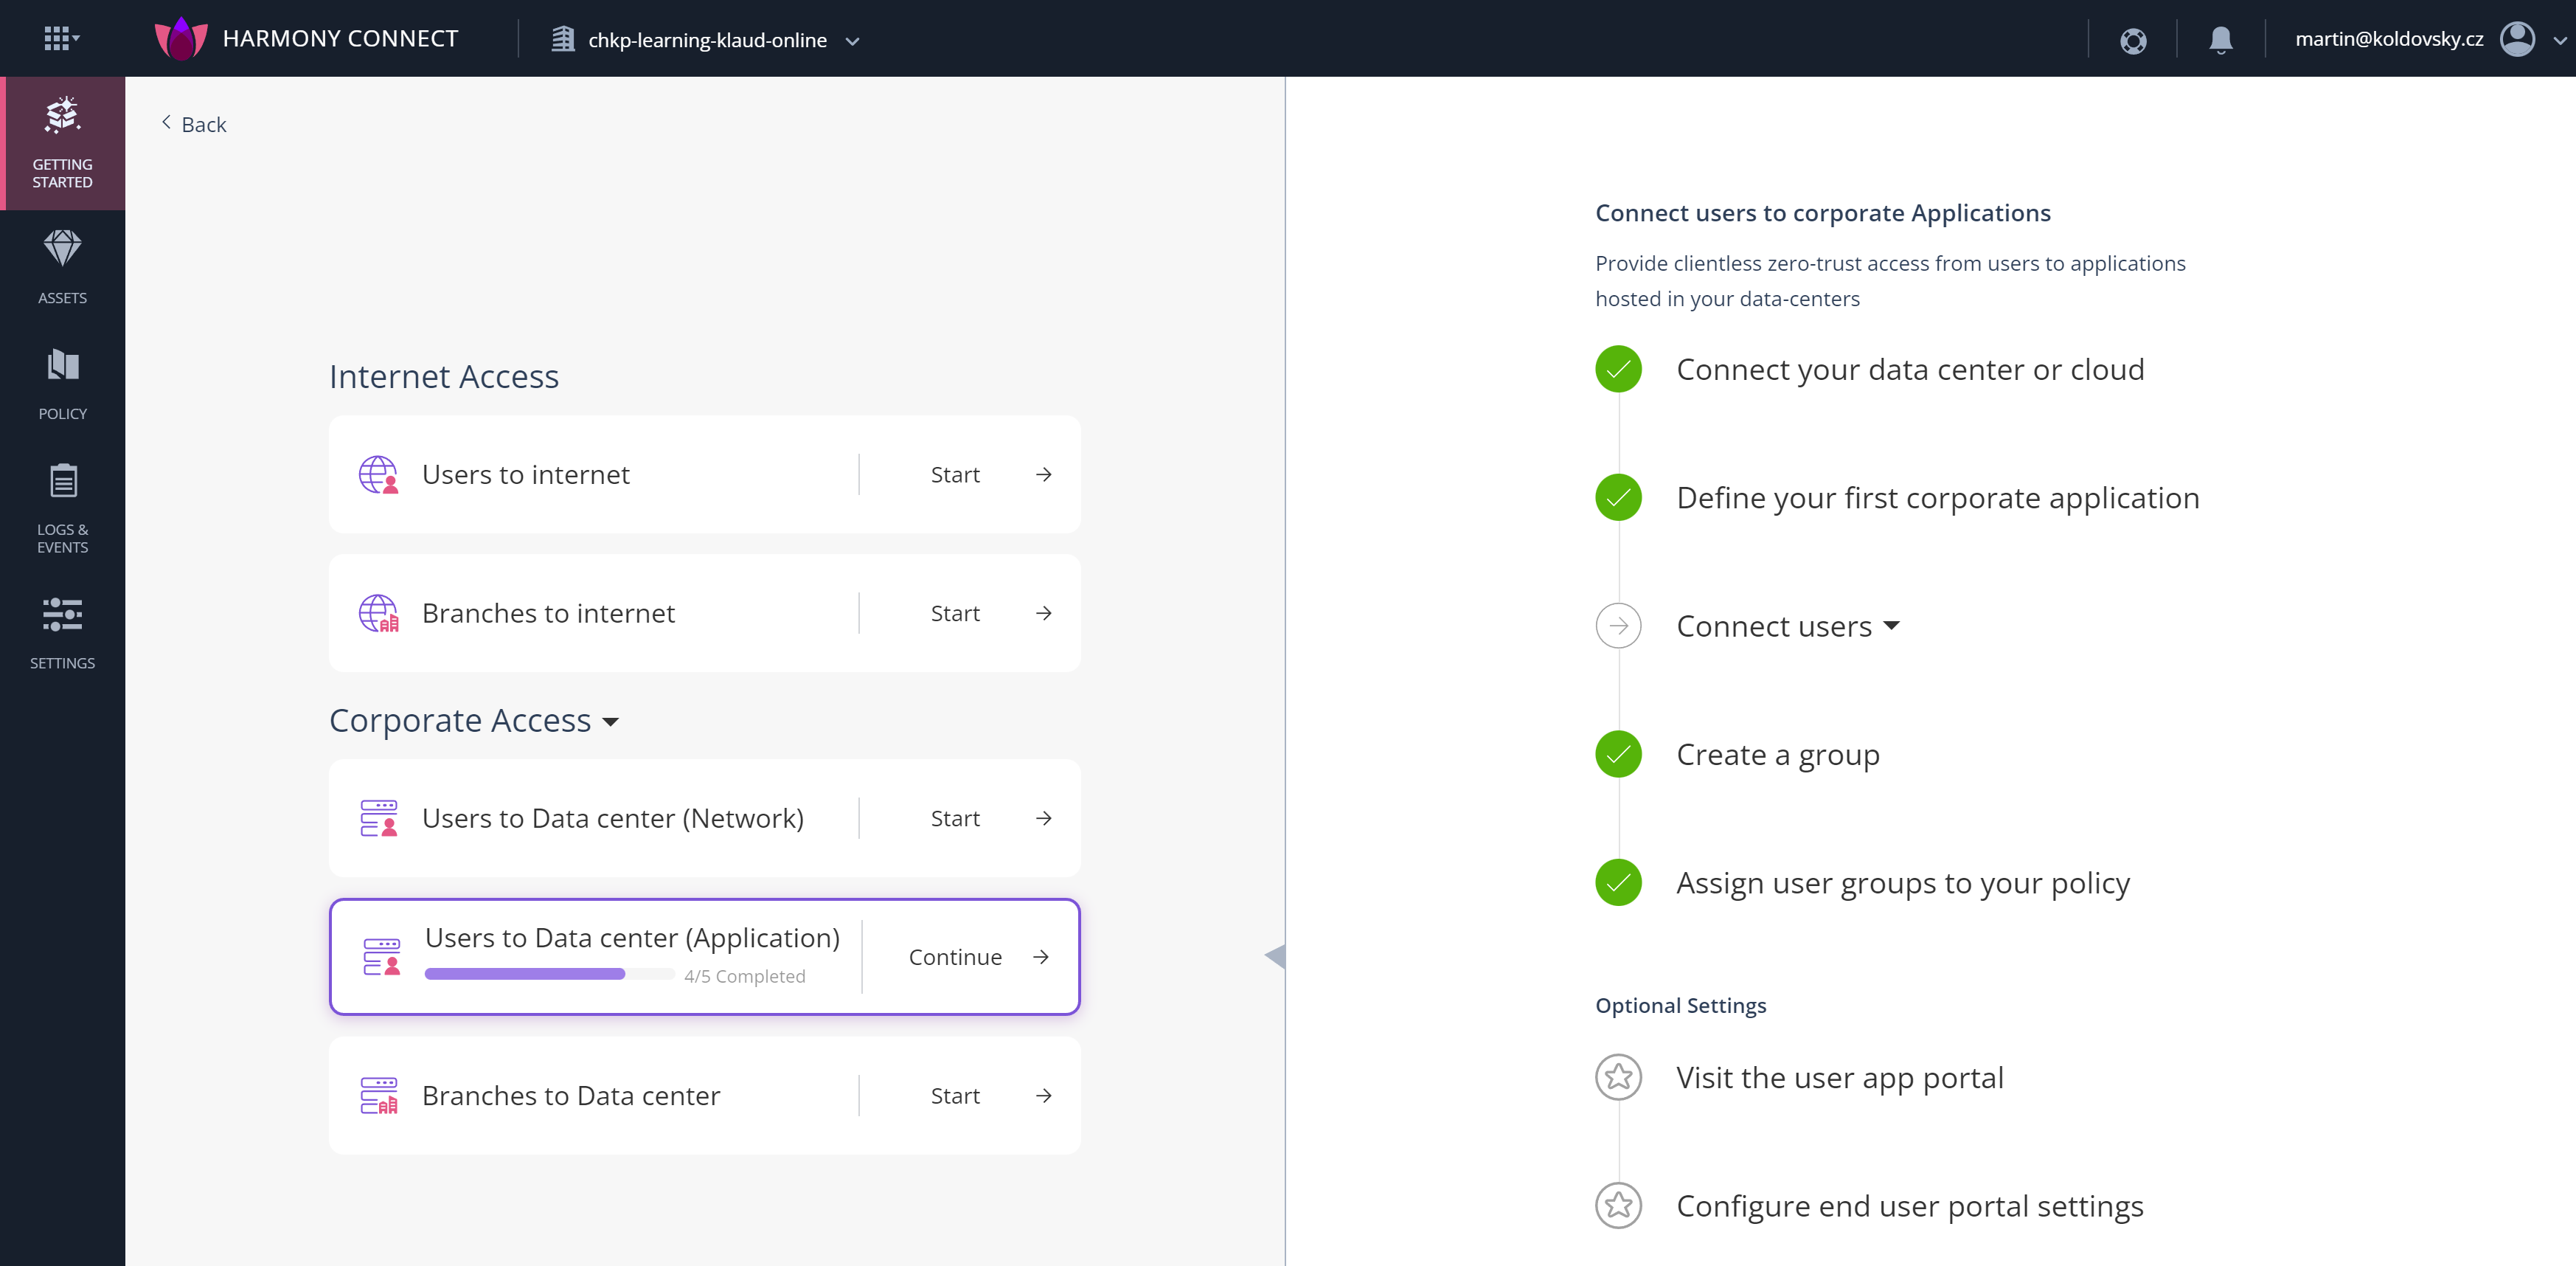 HARMONY CONNECT
chkp-learning-klaud-online
martin@koldovsky.cz
GETTING
STARTED
ASSETS
POLICY
LOGS &
EVENTS
SETTINGS
Back
Internet Access
Users to internet
Start
Branches to internet
Start
Corporate Access
Users to Data center (Network)
Start
Users to Data center (Application)
4/5 Completed
Continue
Branches to Data center
Start
Connect users to corporate Applications
Provide clientless zero-trust access from users to applications
hosted in your data-centers
Connect your data center or cloud
Define your first corporate application
Connect users
Create a group
Assign user groups to your policy
Optional Settings
Visit the user app portal
Configure end user portal settings